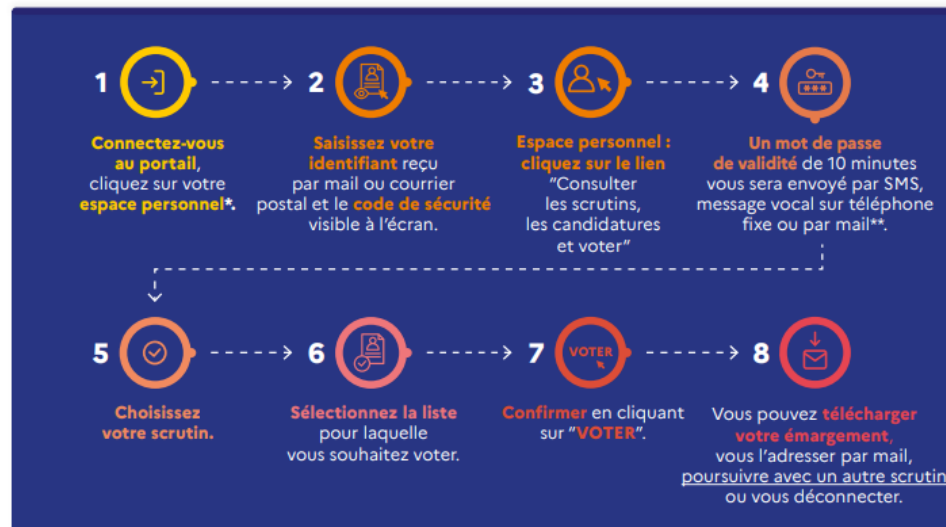 1
Connectez-vous
au portail,
cliquez sur votre
espace personnel*.
2
Saisissez votre
identifiant reçu
par mail ou courrier
postal et le code de sécurité
visible à l'écran.
3
Espace personnel :
cliquez sur le lien
"Consulter
les scrutins,
les candidatures
et voter"
4
Un mot de passe
de validité de 10 minutes
vous sera envoyé par SMS,
message vocal sur téléphone
fixe ou par mail**.
5
Choisissez
votre scrutin.
6
Sélectionnez la liste
pour laquelle
vous souhaitez voter.
7
VOTER
Confirmer en cliquant
sur "VOTER".
8
Vous pouvez télécharger
votre émargement,
vous l'adresser par mail,
poursuivre avec un autre scrutin
ou vous déconnecter.